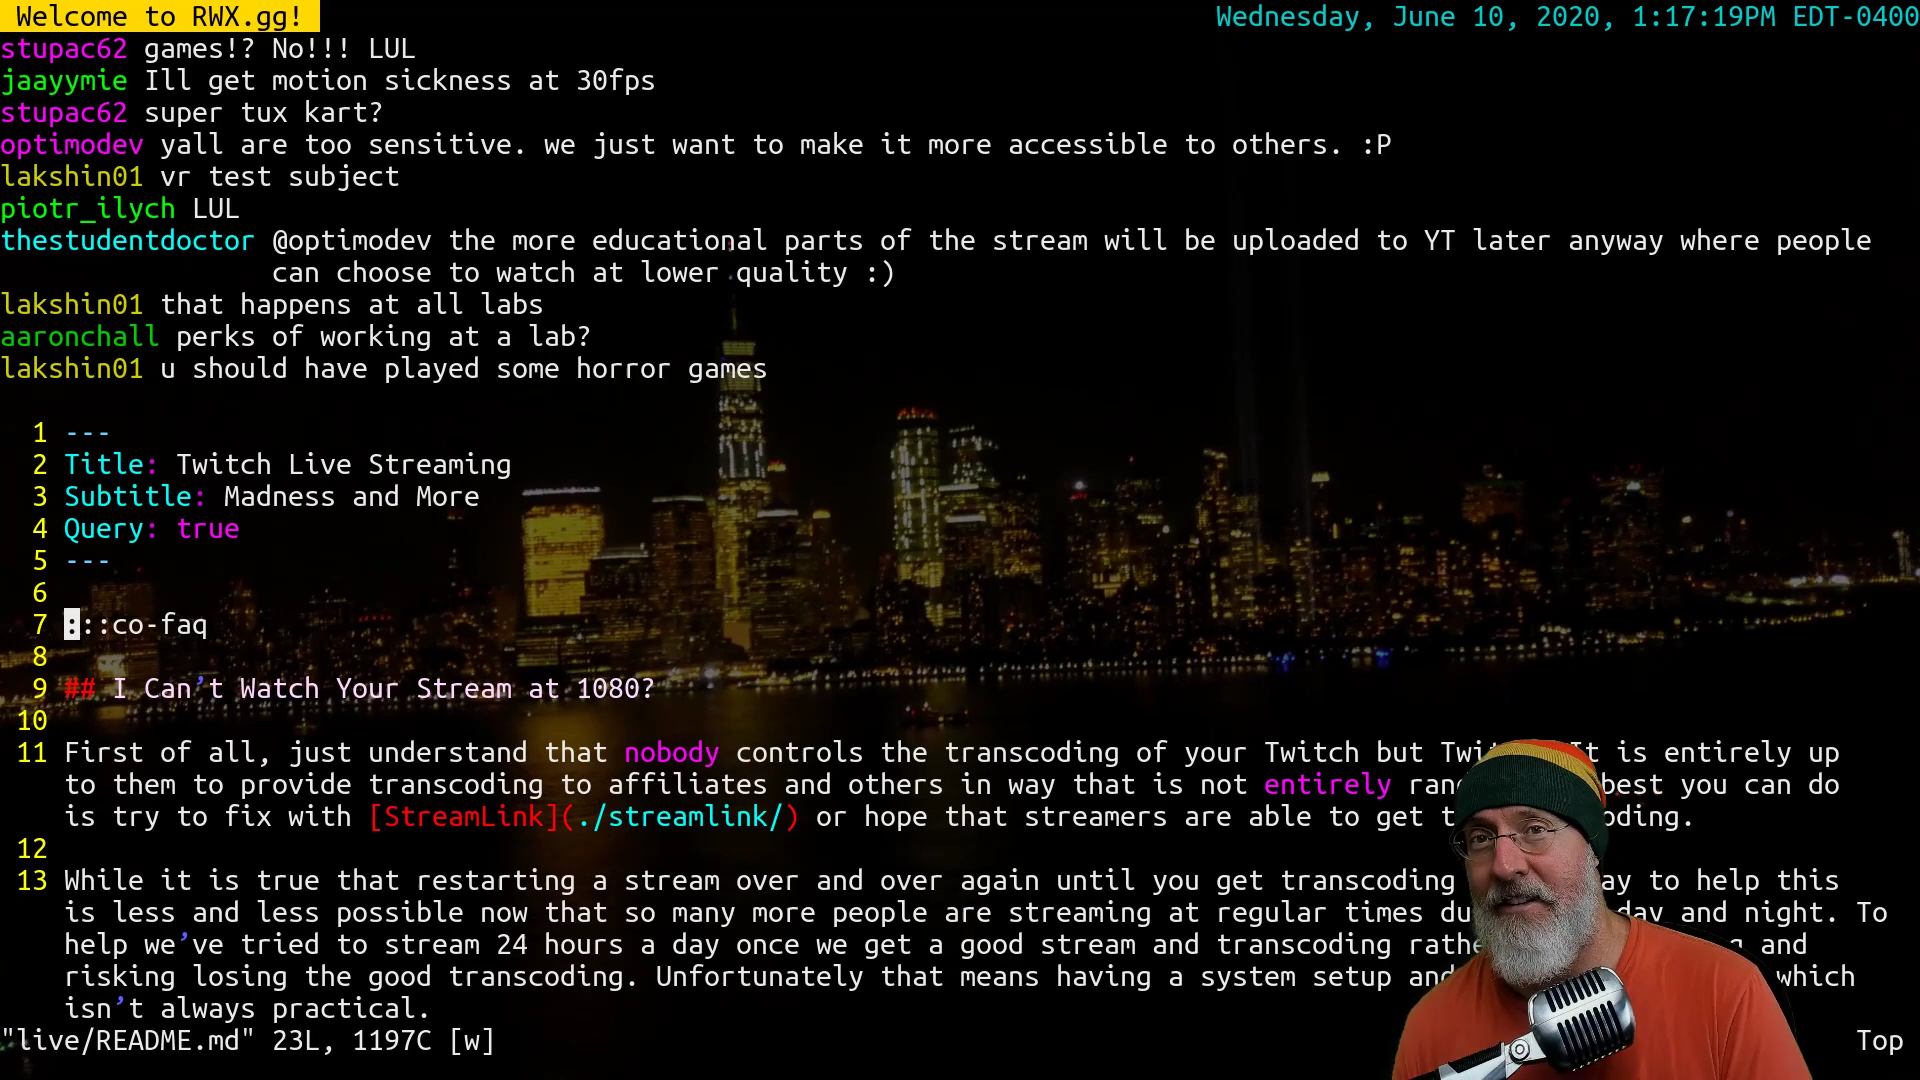 Welcome to RWX.gg!
Wednesday, June 10, 2020, 1:17:19PM EDT-0400
stupac62 games!? No!!! LUL
jaayymie Ill get motion sickness at 30fps
stupac62 super tux kart?
optimodev yall are too sensitive. we just want to make it more accessible to others. :P
lakshin01 vr test subject
piotr_ilych LUL
thestudentdoctor @optimodev the more educational parts of the stream will be uploaded to YT later anyway where people
can choose to watch at lower quality :)
lakshin01 that happens at all labs
aaronchall perks of working at a lab?
lakshin01 u should have played some horror games
1 ---
2 Title: Twitch Live Streaming
3 Subtitle: Madness and More
4 Query: true
5 ---
6
7 :::co-faq
8
9 ## I Can’t Watch Your Stream at 1080?
10
11 First of all, just understand that nobody controls the transcoding of your Twitch but It is entirely up
to them to provide transcoding to affiliates and others in way that is not entirely best you can do
is try to fix with [StreamLink](./streamlink/) or hope that streamers are able to get
12
13 While it is true that restarting a stream over and over again until you get transcoding to help this
is less and less possible now that so many more people are streaming at regular times day and night. To
help we’ve tried to stream 24 hours a day once we get a good stream and transcoding and
risking losing the good transcoding. Unfortunately that means having a system setup which
isn’t always practical.
"live/README.md" 23L, 1197C [w]
Top